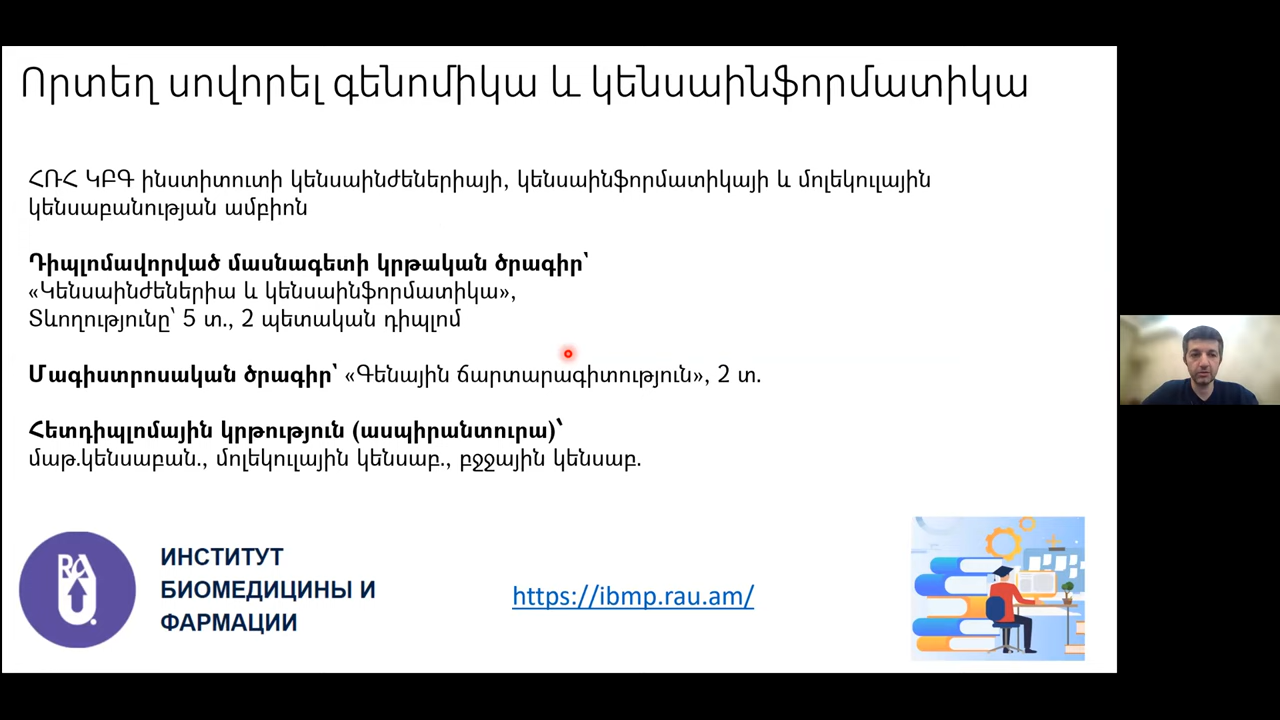 Որտեղ սովորել գենոմիկա և կենսաինֆորմատիկա
ՀՌՀ ԿԲԳ ինստիտուտի կենսաինժեներիայի, կենսաինֆորմատիկայի և մոլեկուլային
կենսաբանության ամբիոն
Դիպլոմավորված մասնագետի կրթական ծրագիր՝
«Կենսաինժեներիա և կենսաինֆորմատիկա»,
Տևողությունը՝ 5 տ., 2 պետական դիպլոմ
Մագիստրոսական ծրագիր՝ «Գենային ճարտարագիտություն», 2 տ.
Հետդիպլոմային կրթություն (ասպիրանտուրա)՝
մաթ.կենսաբան., մոլեկուլային կենսաբ., բջջային կենսաբ.
RAU
ИНСТИТУТ
БИОМЕДИЦИНЫ И
ФАРМАЦИИ
https://ibmp.rau.am/